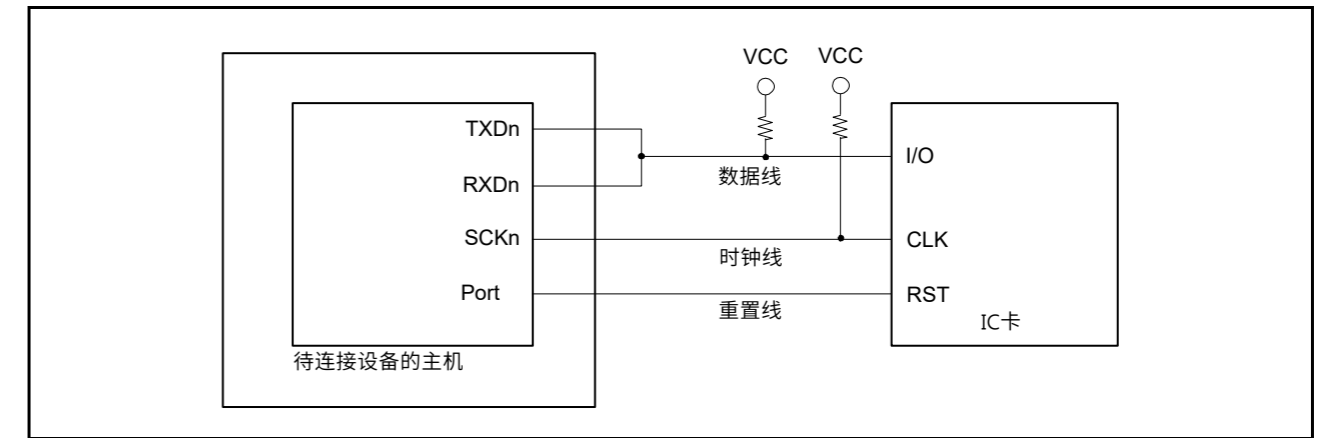 VCC VCC
TXDn
I/O
数据线
RXDn
SCKn
CLK
时钟线
Port
RST
重置线
IC卡
待连接设备的主机